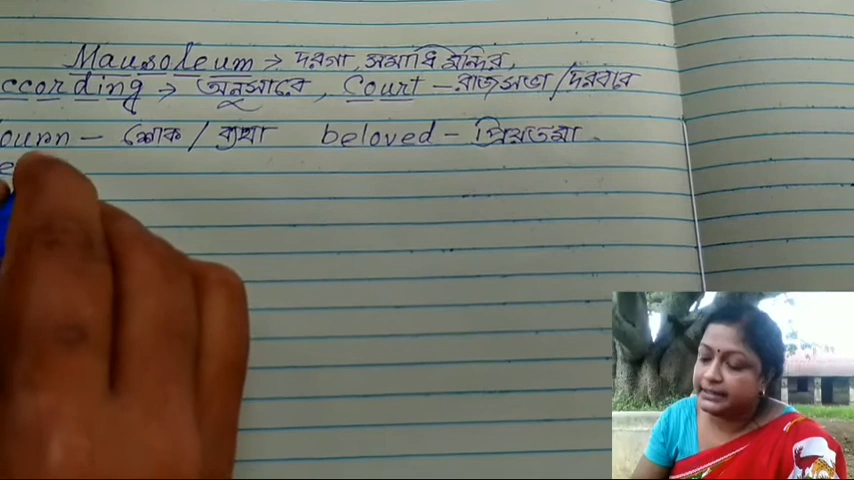 Mausoleum → দরগা, সমাধি মন্দির,
ccording → অনুসারে, Court – রাজসভা/দরবার
ourn – শোক/ব্যথা beloved – প্রিয়তমা